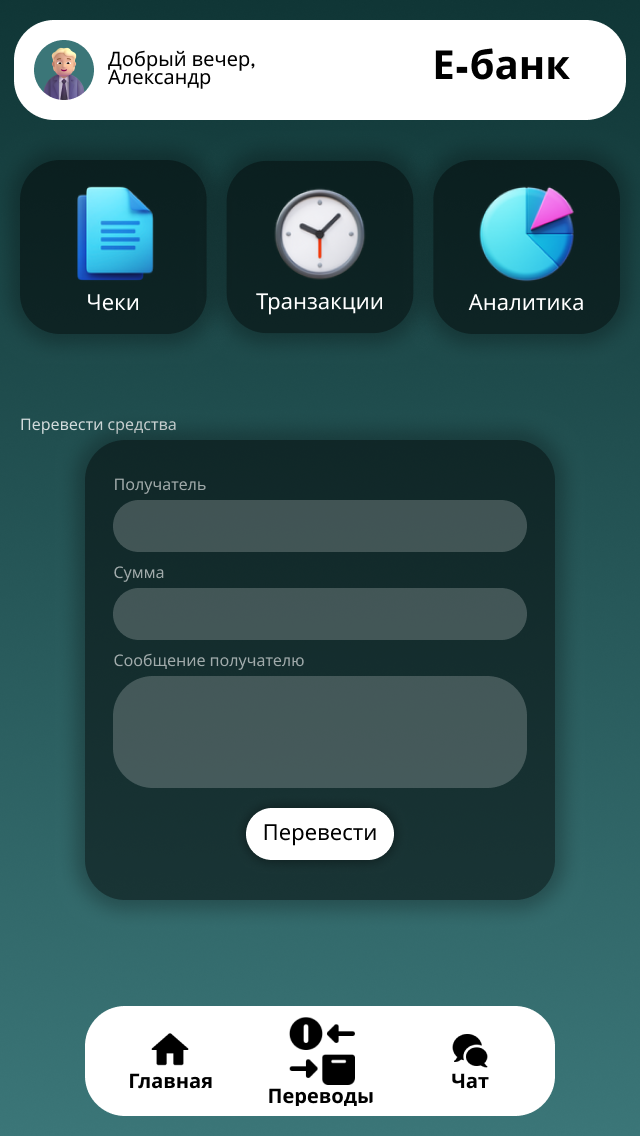 Добрый вечер,
Александр
Е-банк
Чеки
Транзакции
Аналитика
Перевести средства
Получатель
Сумма
Сообщение получателю
Перевести
Главная
Переводы
Чат